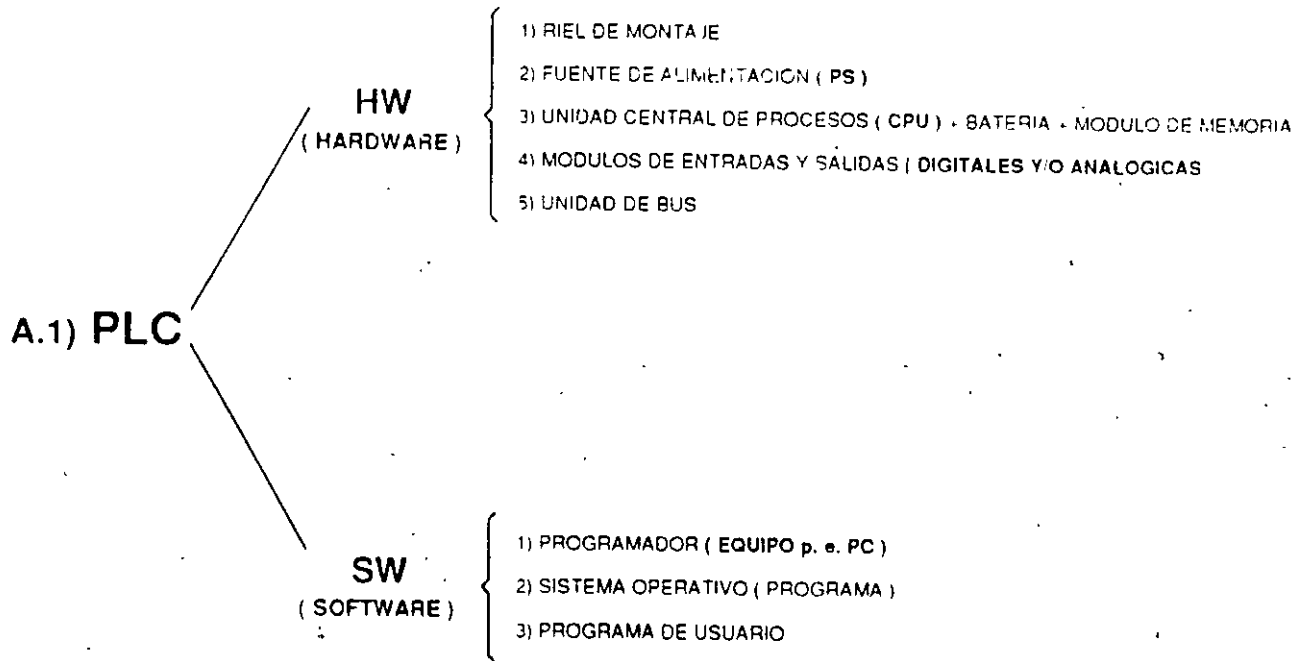 1) RIEL DE MONTAJE
2) FUENTE DE ALIMENTACION ( PS )
HW
3) UNIDAD CENTRAL DE PROCESOS ( CPU ) + BATERIA + MODULO DE MEMORIA
( HARDWARE )
4) MODULOS DE ENTRADAS Y SALIDAS ( DIGITALES Y/O ANALOGICAS
5) UNIDAD DE BUS
A.1) PLC
1) PROGRAMADOR ( EQUIPO p. e. PC )
SW
2) SISTEMA OPERATIVO ( PROGRAMA )
( SOFTWARE )
3) PROGRAMA DE USUARIO